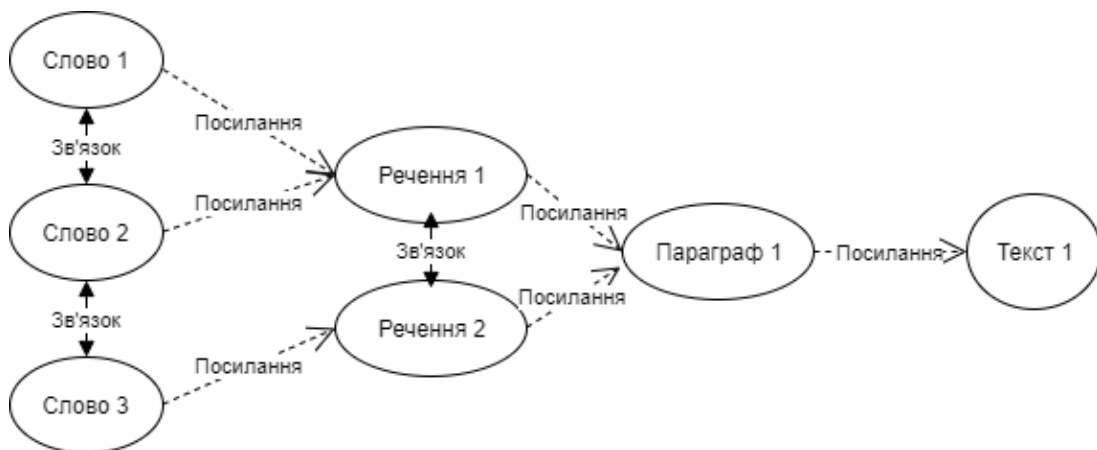 Слово 1
Посилання
Зв'язок
Речення 1
Слово 2
Посилання
Посилання
Зв'язок
Параграф 1
Посилання
Текст 1
Посилання
Зв'язок
Речення 2
Посилання
Слово 3